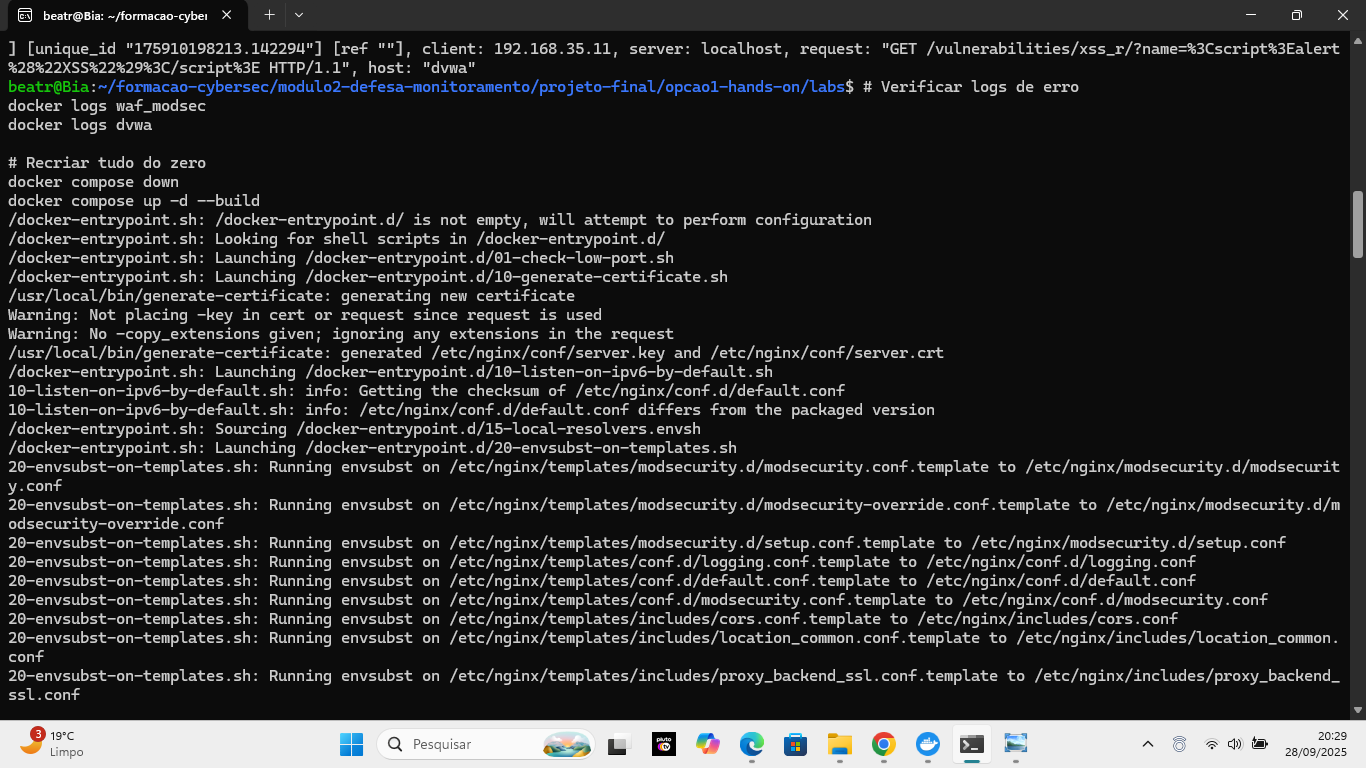 beatr@Bia: ~/formacao-cyber
] [unique_id "175910198213.142294"] [ref ""], client: 192.168.35.11, server: localhost, request: "GET /vulnerabilities/xss_r/?name=%3Cscript%3Ealert
%28%22XSS%22%29%3C/script%3E HTTP/1.1", host: "dvwa"
beatr@Bia:~/formacao-cybersec/modulo2-defesa-monitoramento/projeto-final/opcao1-hands-on/labs$ # Verificar logs de erro
docker logs waf_modsec
docker logs dvwa
# Recriar tudo do zero
docker compose down
docker compose up -d --build
/docker-entrypoint.sh: /docker-entrypoint.d/ is not empty, will attempt to perform configuration
/docker-entrypoint.sh: Looking for shell scripts in /docker-entrypoint.d/
/docker-entrypoint.sh: Launching /docker-entrypoint.d/01-check-low-port.sh
/docker-entrypoint.sh: Launching /docker-entrypoint.d/10-generate-certificate.sh
/usr/local/bin/generate-certificate: generating new certificate
Warning: Not placing -key in cert or request since request is used
Warning: No -copy_extensions given; ignoring any extensions in the request
/usr/local/bin/generate-certificate: generated /etc/nginx/conf/server.key and /etc/nginx/conf/server.crt
/docker-entrypoint.sh: Launching /docker-entrypoint.d/10-listen-on-ipv6-by-default.sh
10-listen-on-ipv6-by-default.sh: info: Getting the checksum of /etc/nginx/conf.d/default.conf
10-listen-on-ipv6-by-default.sh: info: /etc/nginx/conf.d/default.conf differs from the packaged version
/docker-entrypoint.sh: Sourcing /docker-entrypoint.d/15-local-resolvers.envsh
/docker-entrypoint.sh: Launching /docker-entrypoint.d/20-envsubst-on-templates.sh
20-envsubst-on-templates.sh: Running envsubst on /etc/nginx/templates/modsecurity.d/modsecurity.conf.template to /etc/nginx/modsecurity.d/modsecurit
y.conf
20-envsubst-on-templates.sh: Running envsubst on /etc/nginx/templates/modsecurity.d/modsecurity-override.conf.template to /etc/nginx/modsecurity.d/m
odsecurity-override.conf
20-envsubst-on-templates.sh: Running envsubst on /etc/nginx/templates/modsecurity.d/setup.conf.template to /etc/nginx/modsecurity.d/setup.conf
20-envsubst-on-templates.sh: Running envsubst on /etc/nginx/templates/conf.d/logging.conf.template to /etc/nginx/conf.d/logging.conf
20-envsubst-on-templates.sh: Running envsubst on /etc/nginx/templates/conf.d/default.conf.template to /etc/nginx/conf.d/default.conf
20-envsubst-on-templates.sh: Running envsubst on /etc/nginx/templates/conf.d/modsecurity.conf.template to /etc/nginx/conf.d/modsecurity.conf
20-envsubst-on-templates.sh: Running envsubst on /etc/nginx/templates/includes/cors.conf.template to /etc/nginx/includes/cors.conf
20-envsubst-on-templates.sh: Running envsubst on /etc/nginx/templates/includes/location_common.conf.template to /etc/nginx/includes/location_common.
conf
20-envsubst-on-templates.sh: Running envsubst on /etc/nginx/templates/includes/proxy_backend_ssl.conf.template to /etc/nginx/includes/proxy_backend_
ssl.conf
3
19°C
Limpo
Pesquisar
pluto tv
20:29
28/09/2025